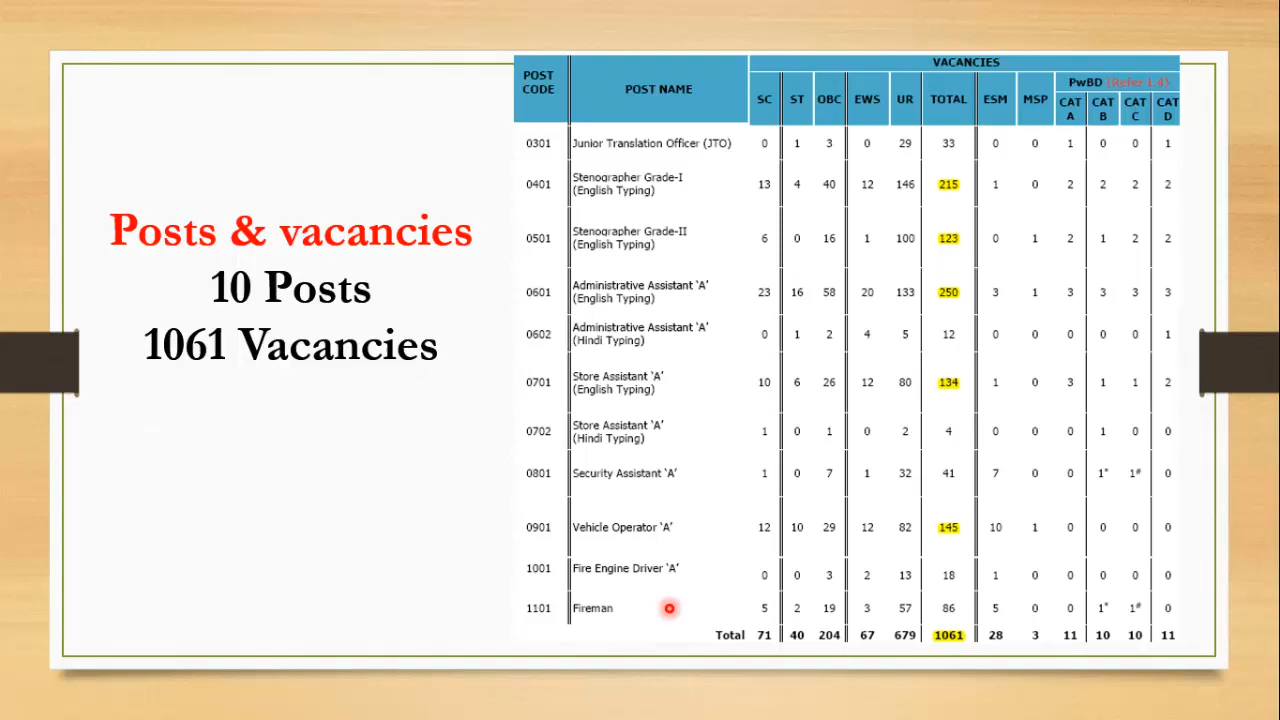 Posts & vacancies
10 Posts
1061 Vacancies
POST CODE POST NAME VACANCIES
SC ST OBC EWS UR TOTAL ESM MSP PwBD (Refer 1.4)
CAT A CAT B CAT C CAT D
0301 Junior Translation Officer (JTO) 0 1 3 0 29 33 0 0 1 0 0 1
0401 Stenographer Grade-I (English Typing) 13 4 40 12 146 215 1 0 2 2 2 2
0501 Stenographer Grade-II (English Typing) 6 0 16 1 100 123 0 1 2 1 2 2
0601 Administrative Assistant 'A' (English Typing) 23 16 58 20 133 250 3 1 3 3 3 3
0602 Administrative Assistant 'A' (Hindi Typing) 0 1 2 4 5 12 0 0 0 0 0 1
0701 Store Assistant 'A' (English Typing) 10 6 26 12 80 134 1 0 3 1 1 2
0702 Store Assistant 'A' (Hindi Typing) 1 0 1 0 2 4 0 0 0 1 0 0
0801 Security Assistant 'A' 1 0 7 1 32 41 7 0 0 1* 1# 0
0901 Vehicle Operator 'A' 12 10 29 12 82 145 10 1 0 0 0 0
1001 Fire Engine Driver 'A' 0 0 3 2 13 18 1 0 0 0 0 0
1101 Fireman 5 2 19 3 57 86 5 0 0 1* 1# 0
Total 71 40 204 67 679 1061 28 3 11 10 10 11